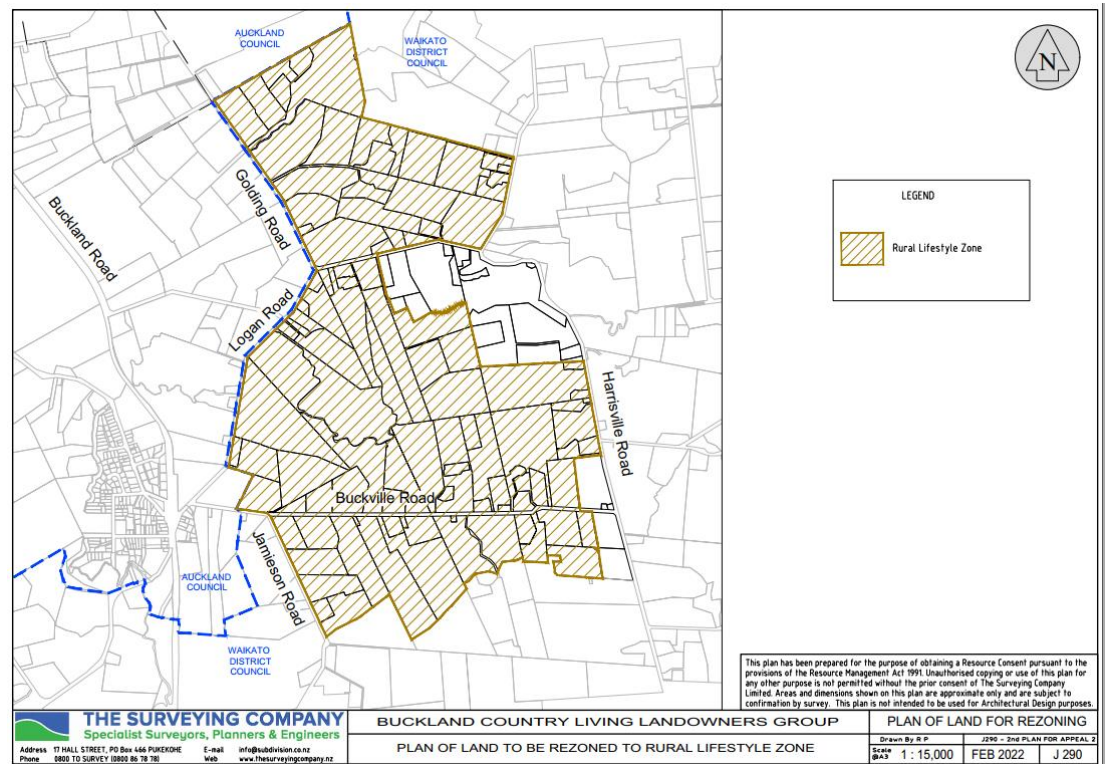 AUCKLAND
COUNCIL
WAIKATO
DISTRICT
COUNCIL
N
Golding Road
Buckland Road
Logan Road
Harrisville Road
Buckville Road
Jamieson Road
AUCKLAND
COUNCIL
WAIKATO
DISTRICT
COUNCIL
LEGEND
Rural Lifestyle Zone
This plan has been prepared for the purpose of obtaining a Resource Consent pursuant to the
provisions of the Resource Management Act 1991. Unauthorised copying or use of this plan for
any other purpose is not permitted without the prior consent of The Surveying Company
Limited. Areas and dimensions shown on this plan are approximate only and are subject to
confirmation by survey. This plan is not intended to be used for Architectural Design purposes.
THE SURVEYING COMPANY
Specialist Surveyors, Planners & Engineers
Address 17 HALL STREET, PO Box 466 PUKEKOHE E-mail info@subdivision.co.nz
Phone 0800 TO SURVEY (0800 86 78 78) Web www.thesurveyingcompany.nz
BUCKLAND COUNTRY LIVING LANDOWNERS GROUP
PLAN OF LAND TO BE REZONED TO RURAL LIFESTYLE ZONE
PLAN OF LAND FOR REZONING
Drawn By R P J290 - 2nd PLAN FOR APPEAL 2
Scale @A3 1 : 15,000 FEB 2022 J 290